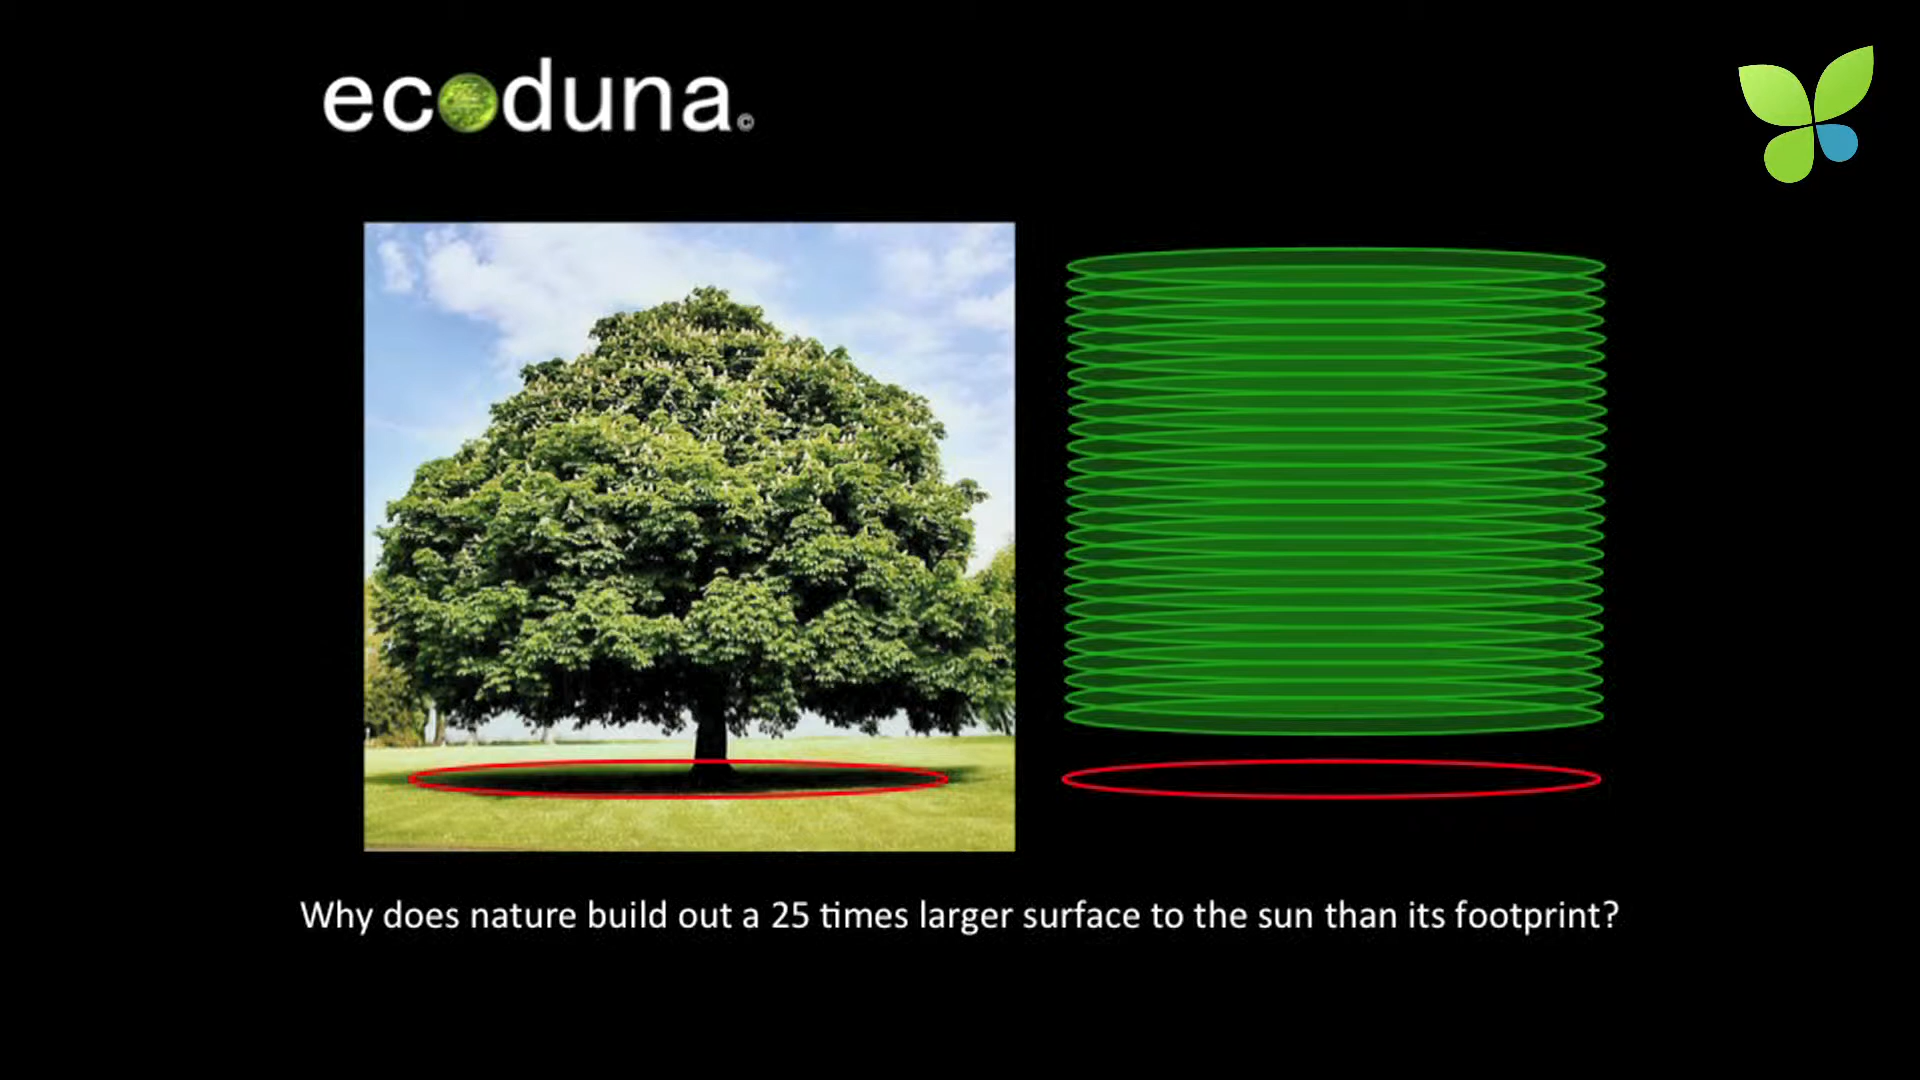 ecoduna©
Why does nature build out a 25 times larger surface to the sun than its footprint?